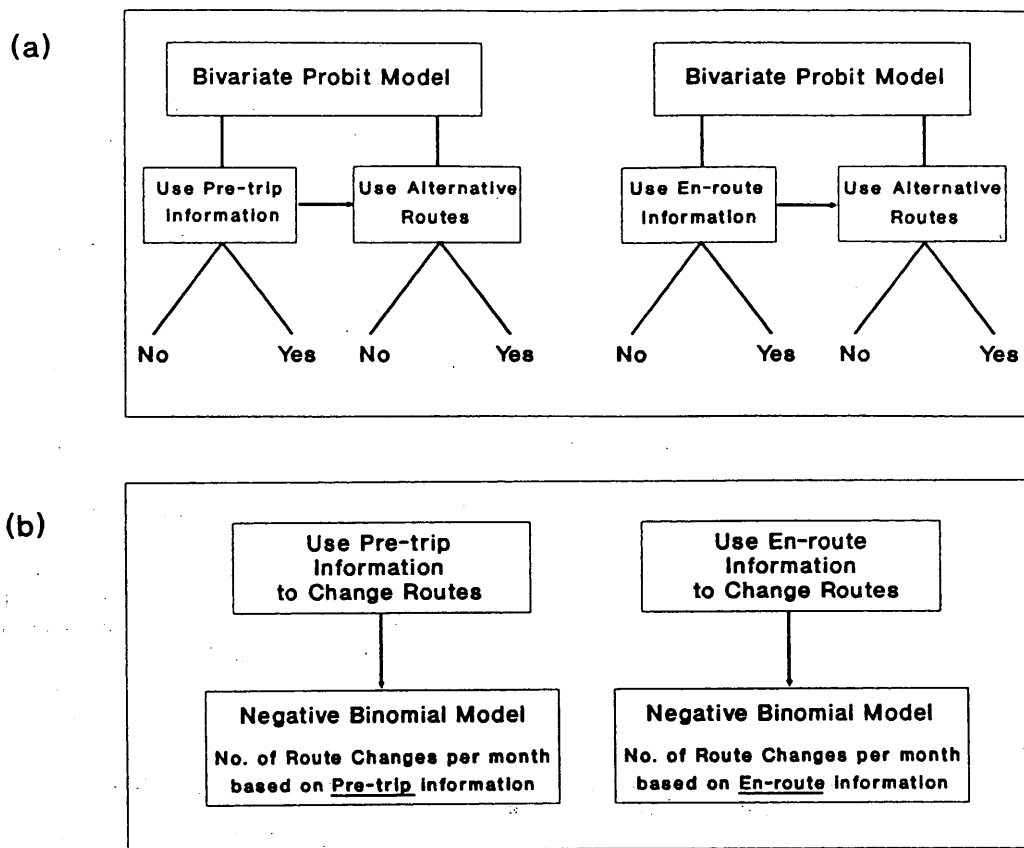 (a)
Bivariate Probit Model
Use Pre-trip
Information
Use Alternative
Routes
No
Yes
No
Yes
Bivariate Probit Model
Use En-route
Information
Use Alternative
Routes
No
Yes
No
Yes
(b)
Use Pre-trip
Information
to Change Routes
Negative Binomial Model
No. of Route Changes per month
based on Pre-trip information
Use En-route
Information
to Change Routes
Negative Binomial Model
No. of Route Changes per month
based on En-route information